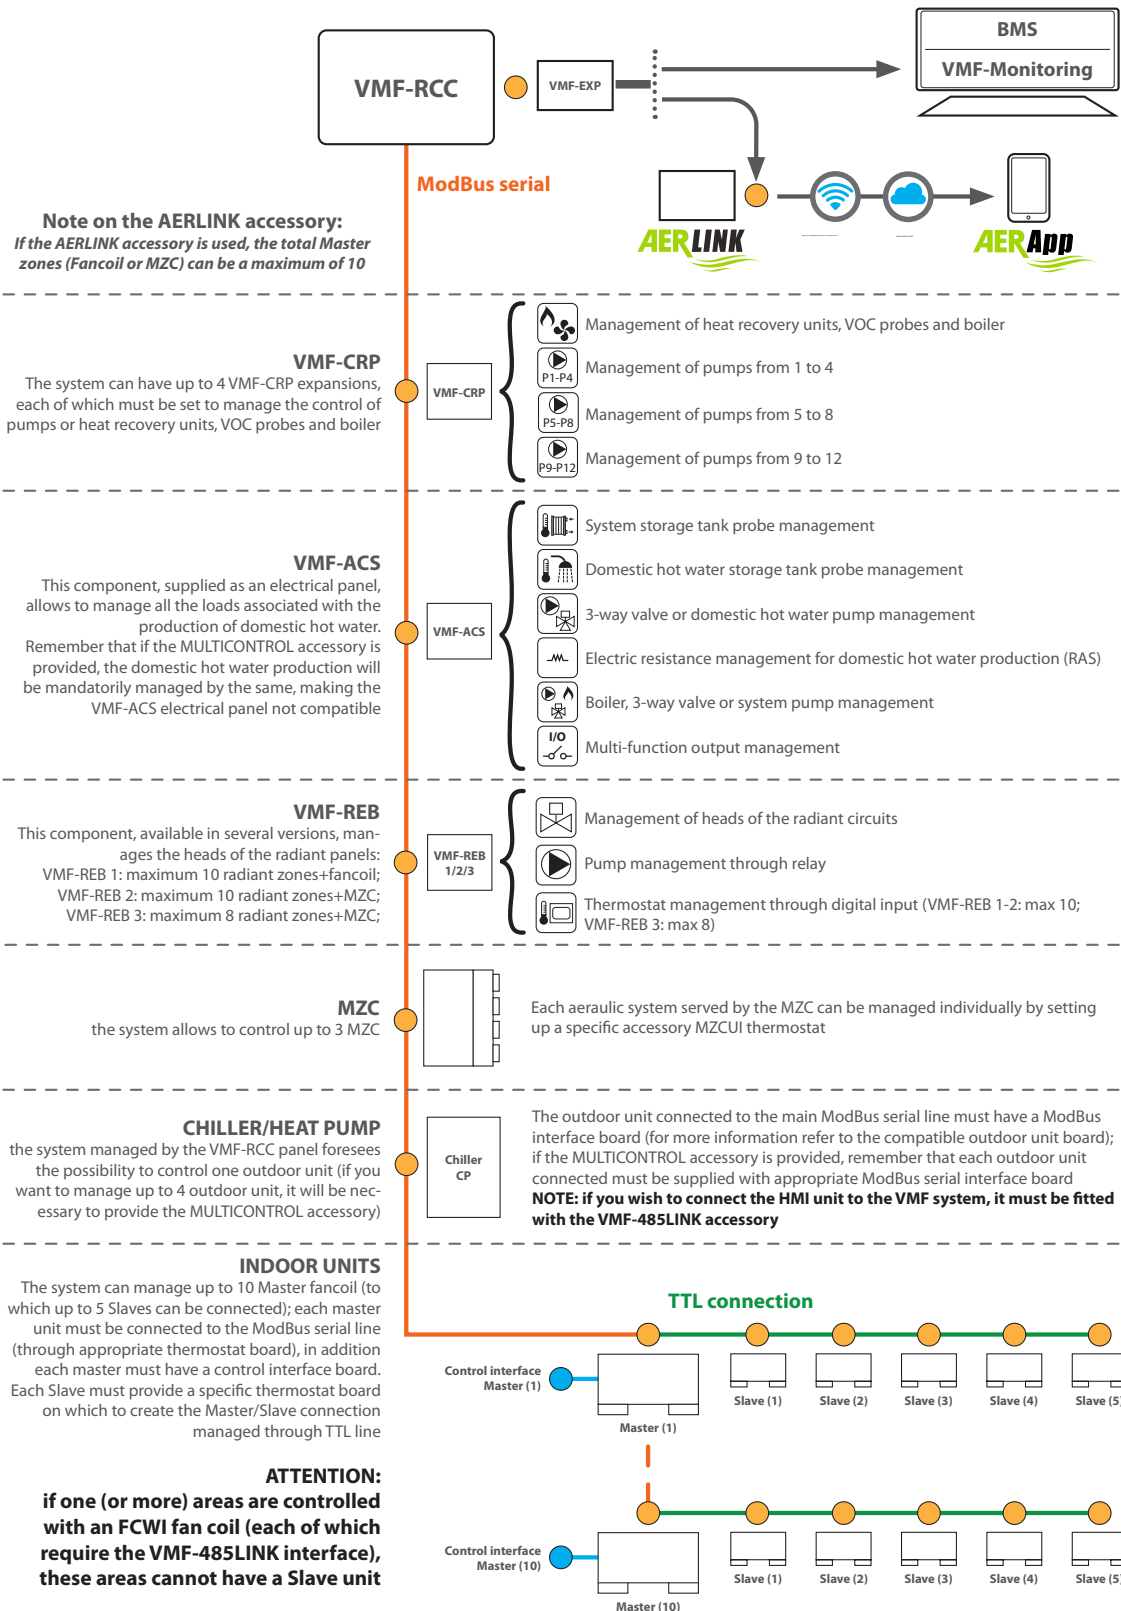 BMS
VMF-Monitoring
VMF-RCC
VMF-EXP
ModBus serial
AERLINK
AERApp
Note on the AERLINK accessory:
If the AERLINK accessory is used, the total Master
zones (Fancoil or MZC) can be a maximum of 10
VMF-CRP
The system can have up to 4 VMF-CRP expansions,
each of which must be set to manage the control of
pumps or heat recovery units, VOC probes and boiler
VMF-CRP
Management of heat recovery units, VOC probes and boiler
P1-P4
Management of pumps from 1 to 4
P5-P8
Management of pumps from 5 to 8
P9-P12
Management of pumps from 9 to 12
VMF-ACS
This component, supplied as an electrical panel,
allows to manage all the loads associated with the
production of domestic hot water.
Remember that if the MULTICONTROL accessory is
provided, the domestic hot water production will
be mandatorily managed by the same, making the
VMF-ACS electrical panel not compatible
VMF-ACS
System storage tank probe management
Domestic hot water storage tank probe management
3-way valve or domestic hot water pump management
Electric resistance management for domestic hot water production (RAS)
Boiler, 3-way valve or system pump management
I/O
Multi-function output management
VMF-REB
This component, available in several versions, man-
ages the heads of the radiant panels:
VMF-REB 1: maximum 10 radiant zones+fancoil;
VMF-REB 2: maximum 10 radiant zones+MZC;
VMF-REB 3: maximum 8 radiant zones+MZC;
VMF-REB
1/2/3
Management of heads of the radiant circuits
Pump management through relay
Thermostat management through digital input (VMF-REB 1-2: max 10;
VMF-REB 3: max 8)
MZC
the system allows to control up to 3 MZC
Each aeraulic system served by the MZC can be managed individually by setting
up a specific accessory MZCUI thermostat
CHILLER/HEAT PUMP
the system managed by the VMF-RCC panel foresees
the possibility to control one outdoor unit (if you
want to manage up to 4 outdoor unit, it will be nec-
essary to provide the MULTICONTROL accessory)
Chiller
CP
The outdoor unit connected to the main ModBus serial line must have a ModBus
interface board (for more information refer to the compatible outdoor unit board);
if the MULTICONTROL accessory is provided, remember that each outdoor unit
connected must be supplied with appropriate ModBus serial interface board
NOTE: if you wish to connect the HMI unit to the VMF system, it must be fitted
with the VMF-485LINK accessory
INDOOR UNITS
The system can manage up to 10 Master fancoil (to
which up to 5 Slaves can be connected); each master
unit must be connected to the ModBus serial line
(through appropriate thermostat board), in addition
each master must have a control interface board.
Each Slave must provide a specific thermostat board
on which to create the Master/Slave connection
managed through TTL line
TTL connection
Control interface
Master (1)
Master (1)
Slave (1)
Slave (2)
Slave (3)
Slave (4)
Slave (5)
ATTENTION:
if one (or more) areas are controlled
with an FCWI fan coil (each of which
require the VMF-485LINK interface),
these areas cannot have a Slave unit
Control interface
Master (10)
Master (10)
Slave (1)
Slave (2)
Slave (3)
Slave (4)
Slave (5)